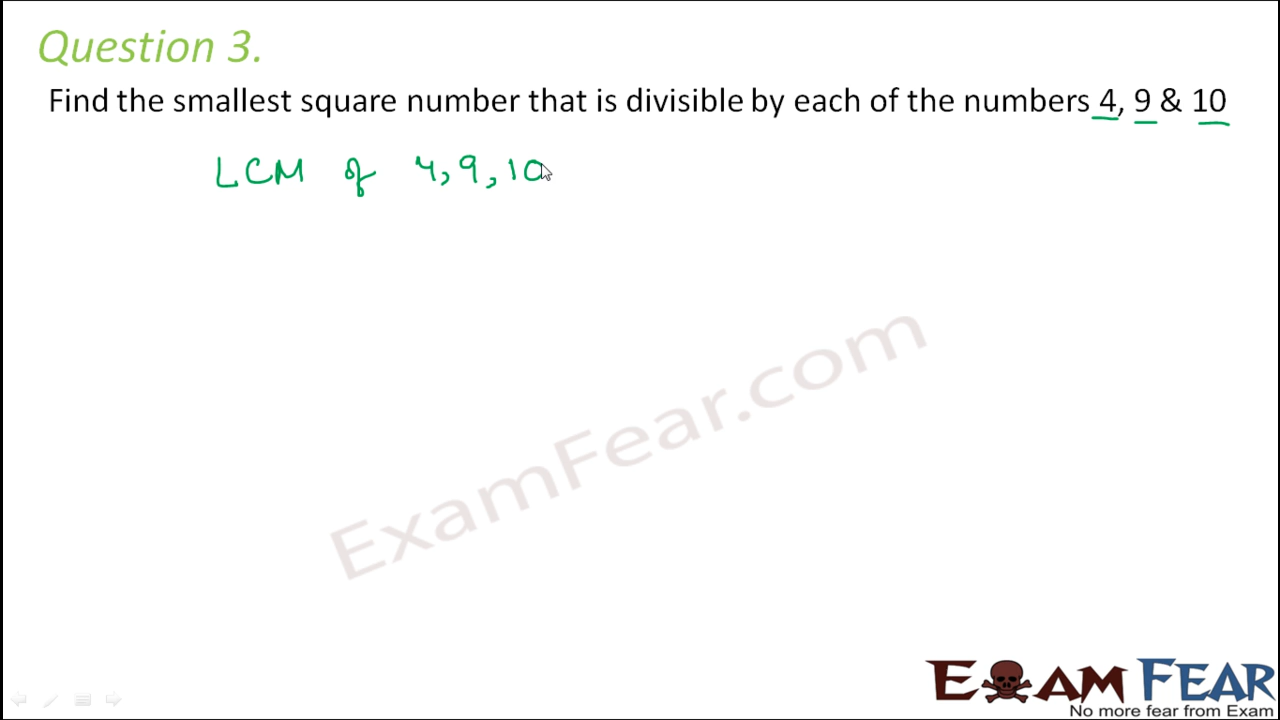 Question 3.
Find the smallest square number that is divisible by each of the numbers 4, 9 & 10
LCM of 4, 9, 10
ExamFear.com
EXAM FEAR
No more fear from Exam